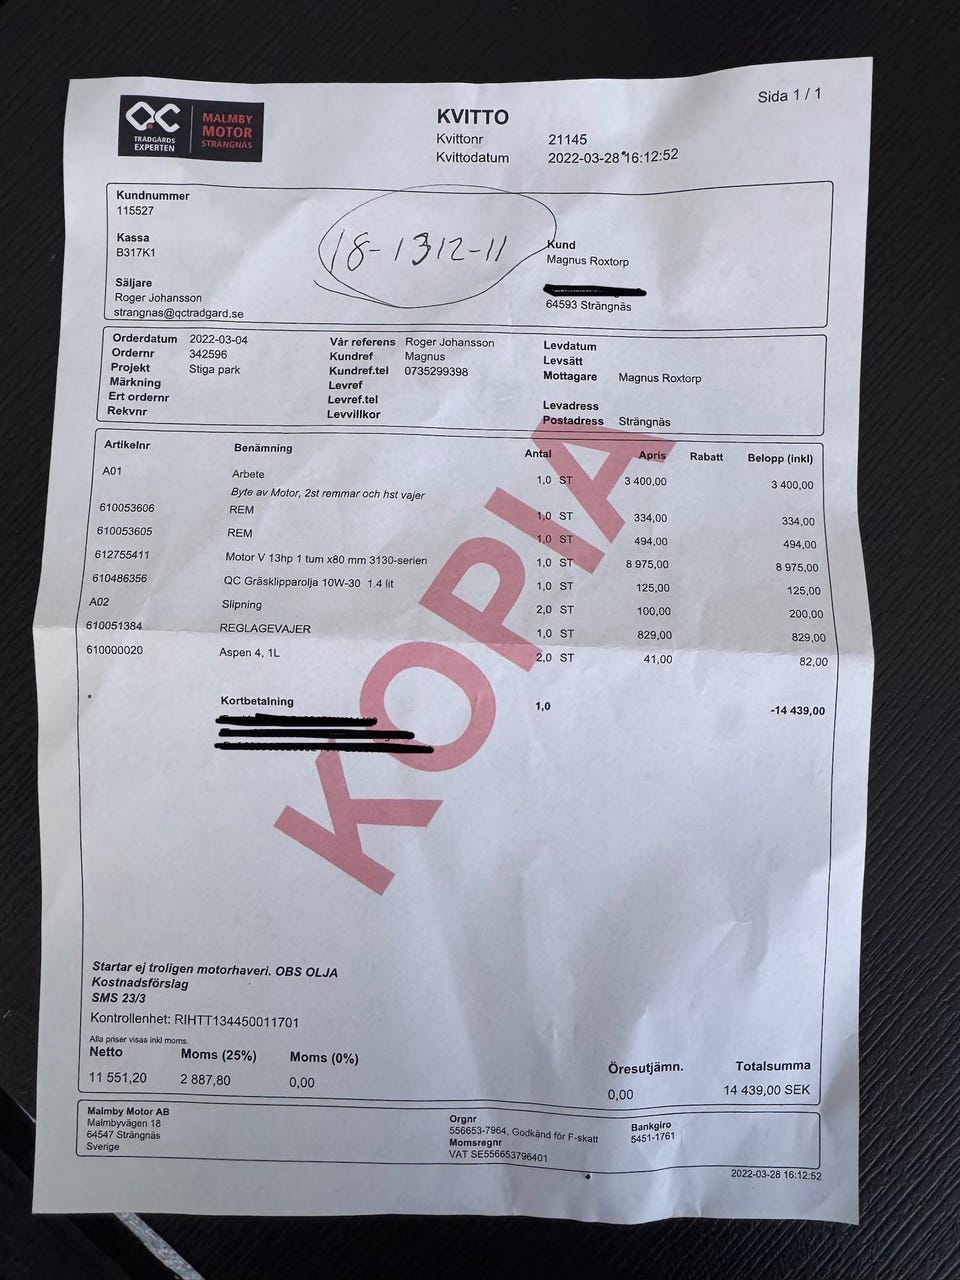 Sida 1 / 1
QC TRÄDGÅRDS EXPERTEN
MALMBY MOTOR STRÄNGNÄS
KVITTO
Kvittonr 21145
Kvittodatum 2022-03-28 16:12:52
Kundnummer
115527
Kassa
B317K1
Säljare
Roger Johansson
strangnas@qctradgard.se
18-1312-11
Kund
Magnus Roxtorp
64593 Strängnäs
Orderdatum 2022-03-04
Ordernr 342596
Projekt Stiga park
Märkning
Ert ordernr
Rekvnr
Vår referens Roger Johansson
Kundref Magnus
Kundref.tel 0735299398
Levref
Levref.tel
Levvillkor
Levdatum
Levsätt
Mottagare Magnus Roxtorp
Levadress
Postadress Strängnäs
Artikelnr Benämning Antal Apris Rabatt Belopp (inkl)
A01 Arbete 1,0 ST 3 400,00 3 400,00
Byte av Motor, 2st remmar och hst vajer
610053606 REM 1,0 ST 334,00 334,00
610053605 REM 1,0 ST 494,00 494,00
612755411 Motor V 13hp 1 tum x80 mm 3130-serien 1,0 ST 8 975,00 8 975,00
610486356 QC Gräsklipparolja 10W-30 1.4 lit 1,0 ST 125,00 125,00
A02 Slipning 2,0 ST 100,00 200,00
610051384 REGLAGEVAJER 1,0 ST 829,00 829,00
610000020 Aspen 4, 1L 2,0 ST 41,00 82,00
Kortbetalning 1,0 -14 439,00
KOPIA
Startar ej troligen motorhaveri. OBS OLJA
Kostnadsförslag
SMS 23/3
Kontrollenhet: RIHTT134450011701
Alla priser visas inkl moms.
Netto Moms (25%) Moms (0%) Öresutjämn. Totalsumma
11 551,20 2 887,80 0,00 0,00 14 439,00 SEK
Malmby Motor AB
Malmbyvägen 18
64547 Strängnäs
Sverige
Orgnr
556653-7964, Godkänd för F-skatt
Momsregnr
VAT SE556653796401
Bankgiro
5451-1761
2022-03-28 16:12:52